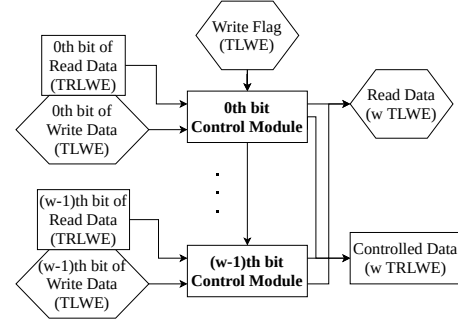 Write Flag
(TLWE)
0th bit of
Read Data
(TRLWE)
0th bit of
Write Data
(TLWE)
0th bit
Control Module
Read Data
(w TLWE)
(w-1)th bit of
Read Data
(TRLWE)
(w-1)th bit of
Write Data
(TLWE)
(w-1)th bit
Control Module
Controlled Data
(w TRLWE)